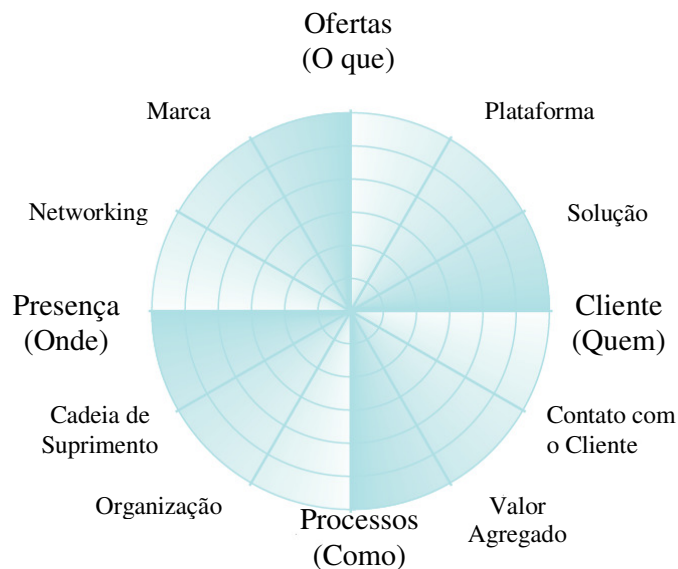 Ofertas
(O que)
Marca
Plataforma
Networking
Solução
Presença
(Onde)
Cliente
(Quem)
Cadeia de
Suprimento
Contato com
o Cliente
Organização
Processos
(Como)
Valor
Agregado